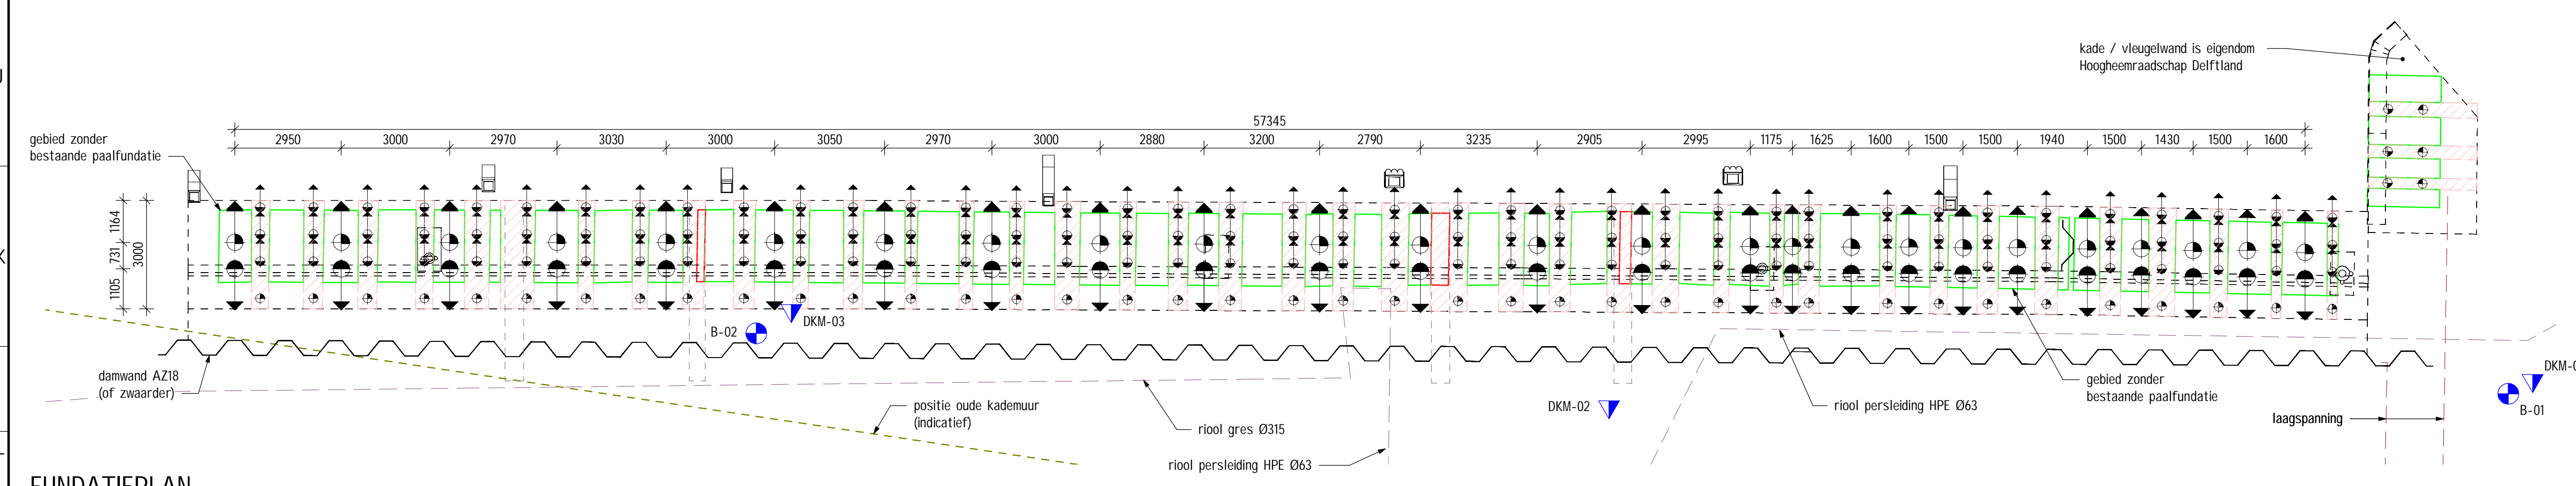 kade / vleugelwand is eigendom
Hoogheemraadschap Delftland
57345
gebied zonder
bestaande paalfundatie
2950 3000 2970 3030 3000 3050 2970 3000 2880 3200 2790 3235 2905 2995 1175 1625 1600 1500 1500 1940 1500 1430 1500 1600
1164
731
1105
3000
B-02
DKM-03
damwand AZ18
(of zwaarder)
positie oude kademuur
(indicatief)
riool gres Ø315
riool persleiding HPE Ø63
DKM-02
riool persleiding HPE Ø63
gebied zonder
bestaande paalfundatie
laagspanning
B-01
FUNDATIEPLAN